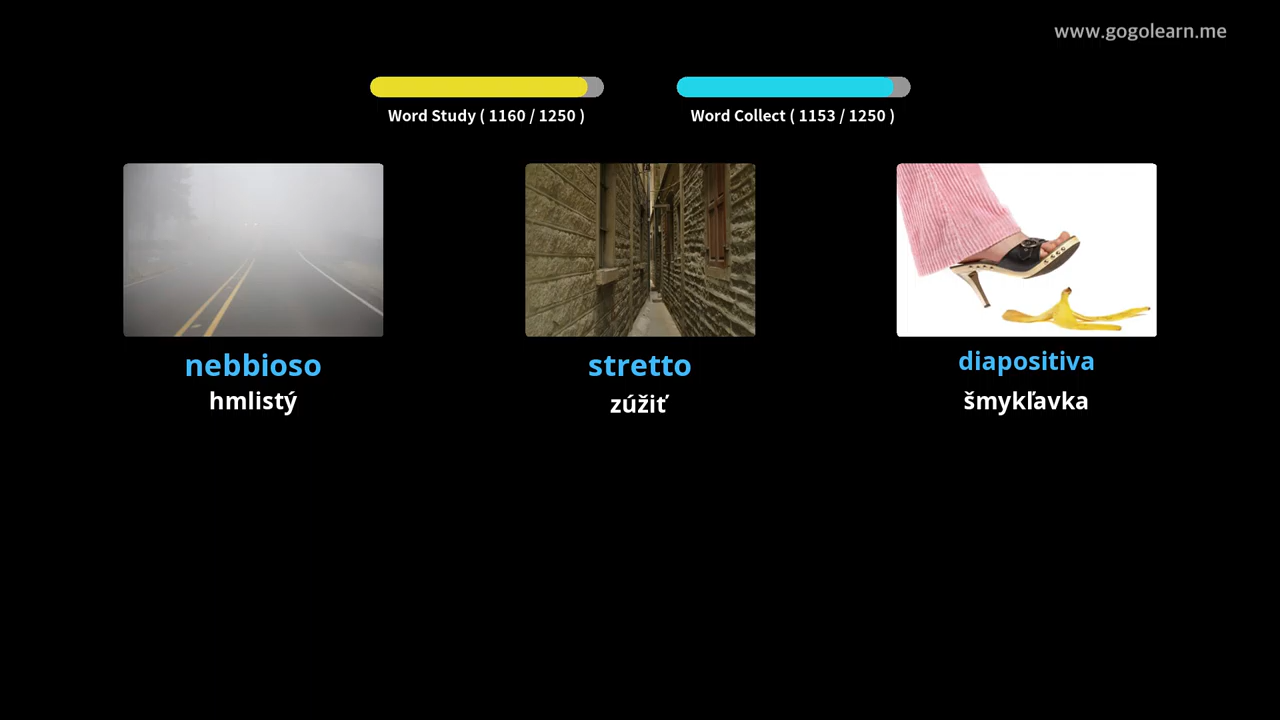 www.gogolearn.me
Word Study ( 1160 / 1250 )
Word Collect ( 1153 / 1250 )
nebbioso
hmlistý
stretto
zúžiť
diapositiva
šmykľavka